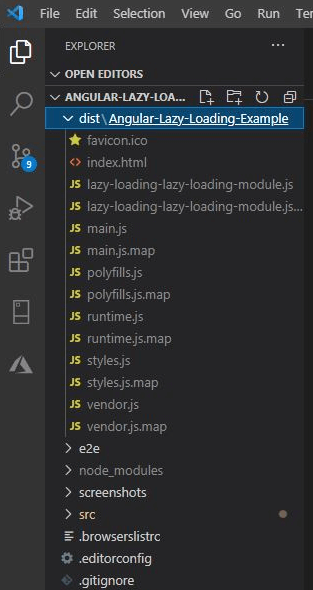 File Edit Selection View Go Run Ter
EXPLORER ...
OPEN EDITORS
ANGULAR-LAZY-LOA...
dist\Angular-Lazy-Loading-Example
favicon.ico
index.html
JS lazy-loading-lazy-loading-module.js
JS lazy-loading-lazy-loading-module.js...
JS main.js
JS main.js.map
JS polyfills.js
JS polyfills.js.map
JS runtime.js
JS runtime.js.map
JS styles.js
JS styles.js.map
JS vendor.js
JS vendor.js.map
e2e
node_modules
screenshots
src
.browserslistrc
.editorconfig
.gitignore
9